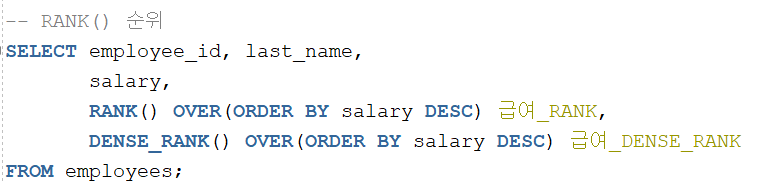 -- RANK() 순위
SELECT employee_id, last_name,
salary,
RANK() OVER(ORDER BY salary DESC) 급여_RANK,
DENSE_RANK() OVER(ORDER BY salary DESC) 급여_DENSE_RANK
FROM employees;